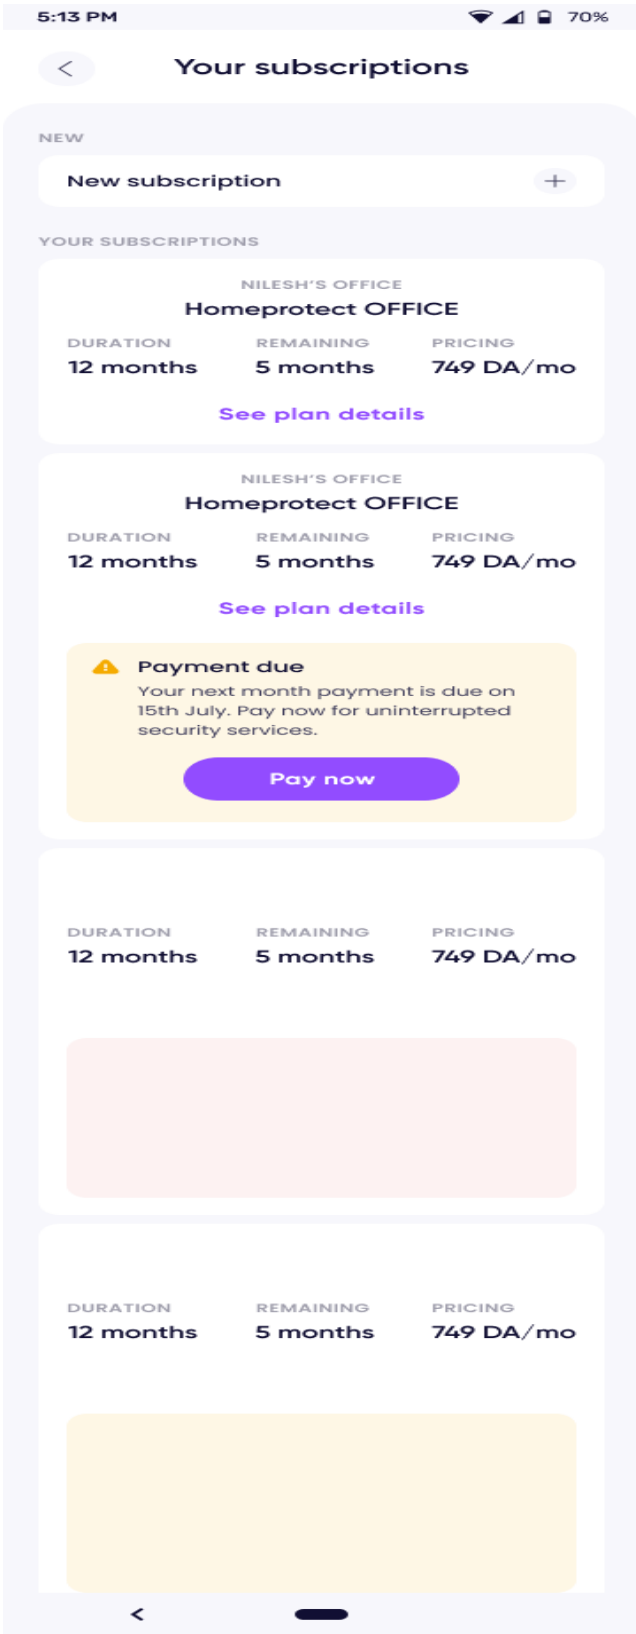 5:13 PM
70%
Your subscriptions
NEW
New subscription
YOUR SUBSCRIPTIONS
NILESH'S OFFICE
Homeprotect OFFICE
DURATION REMAINING PRICING
12 months 5 months 749 DA/mo
See plan details
NILESH'S OFFICE
Homeprotect OFFICE
DURATION REMAINING PRICING
12 months 5 months 749 DA/mo
See plan details
Payment due
Your next month payment is due on
15th July. Pay now for uninterrupted
security services.
Pay now
DURATION REMAINING PRICING
12 months 5 months 749 DA/mo
DURATION REMAINING PRICING
12 months 5 months 749 DA/mo